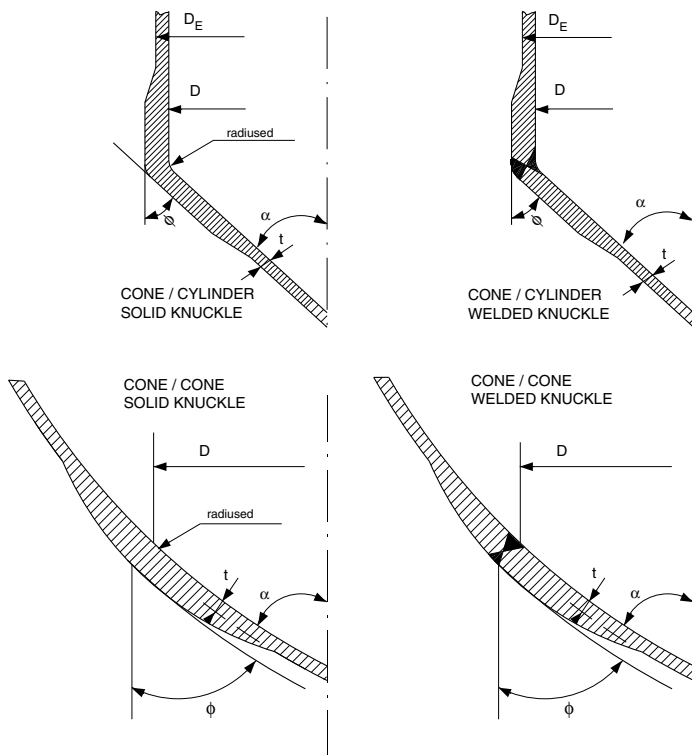 D_E
D
radiused
ϕ
α
t
CONE / CYLINDER
SOLID KNUCKLE
D_E
D
ϕ
α
t
CONE / CYLINDER
WELDED KNUCKLE
CONE / CONE
SOLID KNUCKLE
D
radiused
t
α
ϕ
CONE / CONE
WELDED KNUCKLE
D
t
α
ϕ